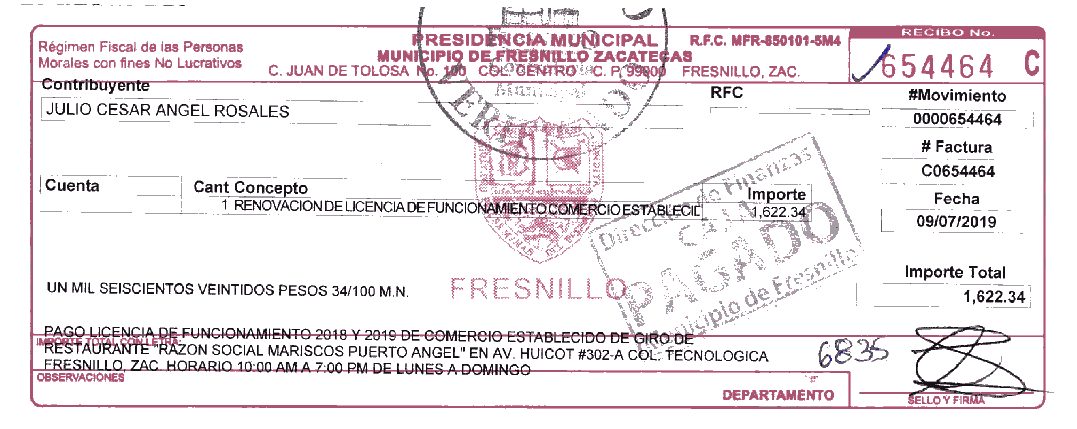 PRESIDENCIA MUNICIPAL
MUNICIPIO DE FRESNILLO ZACATECAS
C. JUAN DE TOLOSA No. 100 COL. CENTRO C. P. 99000 FRESNILLO, ZAC.
R.F.C. MFR-850101-5M4
Régimen Fiscal de las Personas
Morales con fines No Lucrativos
RECIBO No.
654464 C
Contribuyente
JULIO CESAR ANGEL ROSALES
RFC
#Movimiento
0000654464
# Factura
C0654464
Fecha
09/07/2019
Cuenta
Cant Concepto
Importe
1 RENOVACION DE LICENCIA DE FUNCIONAMIENTO COMERCIO ESTABLECIL
1,622.34
Dirección de Finanzas
PAGADO
Municipio de Fresnillo
FRESNILLO
Importe Total
1,622.34
UN MIL SEISCIENTOS VEINTIDOS PESOS 34/100 M.N.
PAGO LICENCIA DE FUNCIONAMIENTO 2018 Y 2019 DE COMERCIO ESTABLECIDO DE GIRO DE
IMPORTE TOTAL CON LETRA:
RESTAURANTE "RAZON SOCIAL MARISCOS PUERTO ANGEL" EN AV. HUICOT #302-A COL. TECNOLOGICA
FRESNILLO, ZAC. HORARIO 10:00 AM A 7:00 PM DE LUNES A DOMINGO
6835
OBSERVACIONES
DEPARTAMENTO
SELLO Y FIRMA